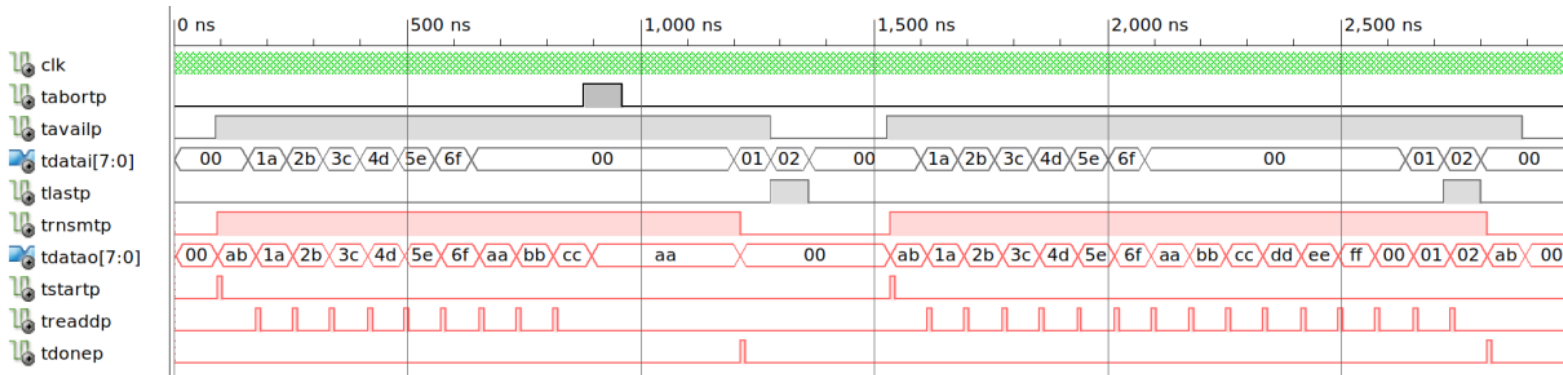 0 ns 500 ns 1,000 ns 1,500 ns 2,000 ns 2,500 ns
clk
tabortp
tavailp
tdatai[7:0] 00 1a 2b 3c 4d 5e 6f 00 01 02 00 1a 2b 3c 4d 5e 6f 00 01 02 00
tlastp
trnsmtp
tdatao[7:0] 00 ab 1a 2b 3c 4d 5e 6f aa bb cc aa 00 ab 1a 2b 3c 4d 5e 6f aa bb cc dd ee ff 00 01 02 ab 00
tstartp
treaddp
tdonep